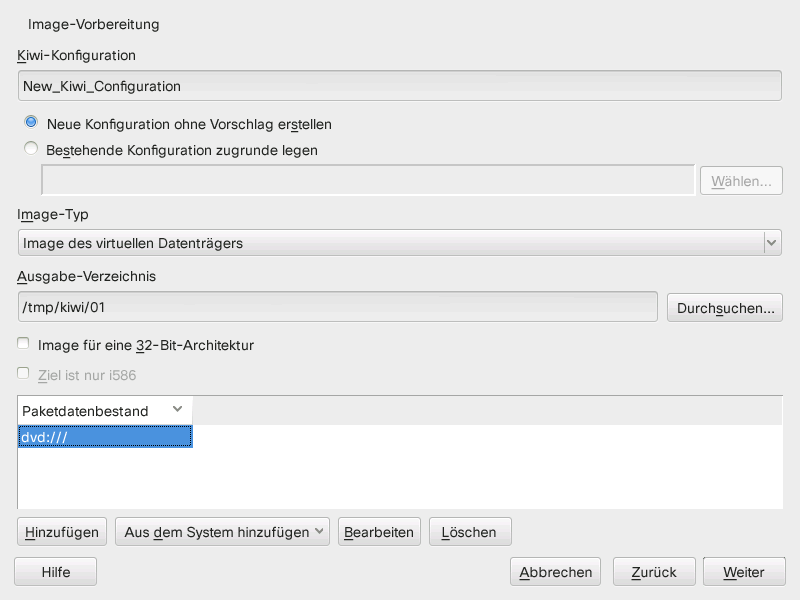 Image-Vorbereitung
Kiwi-Konfiguration
New_Kiwi_Configuration
Neue Konfiguration ohne Vorschlag erstellen
Bestehende Konfiguration zugrunde legen
Wählen...
Image-Typ
Image des virtuellen Datenträgers
Ausgabe-Verzeichnis
/tmp/kiwi/01
Durchsuchen...
Image für eine 32-Bit-Architektur
Ziel ist nur i586
Paketdatenbestand
dvd:///
Hinzufügen Aus dem System hinzufügen Bearbeiten Löschen
Hilfe Abbrechen Zurück Weiter